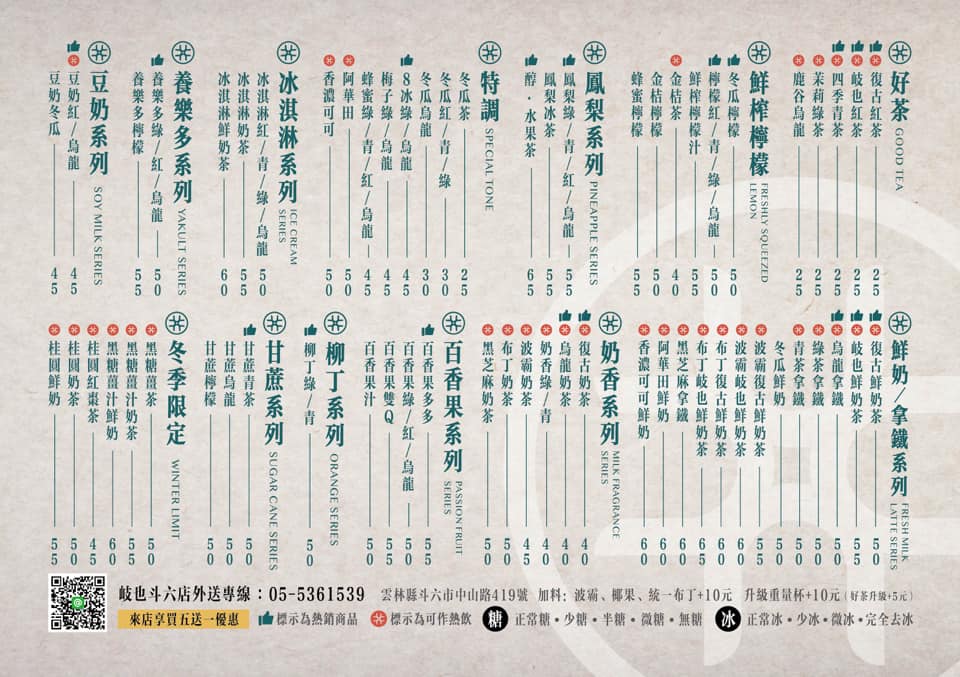 好茶 GOOD TEA
復古紅茶 25
岐也紅茶 25
四季青茶 25
茉莉綠茶 25
鹿谷烏龍 25
鮮榨檸檬 FRESHLY SQUEEZED LEMON
冬瓜檸檬 50
檸檬綠/紅/烏龍 50
鮮榨檸檬汁 55
金桔茶 40
金桔檸檬 50
蜂蜜檸檬 55
鳳梨系列 PINEAPPLE SERIES
鳳梨綠/青/紅/烏龍 55
鳳梨冰茶 55
醇·水果茶 65
特調 SPECIAL TONE
冬瓜茶 25
冬瓜紅/青/綠 30
冬瓜烏龍 30
8冰綠/烏龍 45
梅子綠/烏龍 45
蜂蜜綠/青/紅/烏龍 45
阿華田 50
香濃可可 50
冰淇淋系列 ICE CREAM SERIES
冰淇淋紅/青/綠/烏龍 50
冰淇淋奶茶 55
冰淇淋鮮奶茶 60
養樂多系列 YAKULT SERIES
養樂多綠/紅/烏龍 50
養樂多檸檬 55
豆奶系列 SOY MILK SERIES
豆奶紅/烏龍 45
豆奶冬瓜 45
鮮奶/拿鐵系列 FRESH MILK LATTE SERIES
復古鮮奶茶 50
岐也鮮奶茶 50
烏龍拿鐵 50
綠茶拿鐵 50
青茶拿鐵 50
冬瓜鮮奶 50
波霸復古鮮奶茶 55
波霸岐也鮮奶茶 55
布丁復古鮮奶茶 60
布丁岐也鮮奶茶 65
黑芝麻拿鐵 60
阿華田鮮奶 60
香濃可可鮮奶 60
奶香系列 MILK FRAGRANCE SERIES
復古奶茶 40
烏龍奶茶 40
奶香綠/青 45
波霸奶茶 45
布丁奶茶 50
黑芝麻奶茶 50
百香果系列 PASSION FRUIT SERIES
百香果多多 55
百香果綠/紅/烏龍 50
百香果雙Q 55
百香果汁 50
柳丁系列 ORANGE SERIES
柳丁綠/青 50
甘蔗系列 SUGAR CANE SERIES
甘蔗青茶 50
甘蔗烏龍 50
甘蔗檸檬 50
冬季限定 WINTER LIMIT
黑糖薑茶 50
黑糖薑汁奶茶 55
黑糖薑汁鮮奶 60
桂圓紅棗茶 45
桂圓奶茶 50
桂圓鮮奶 55
岐也斗六店外送專線：05-5361539 雲林縣斗六市中山路419號 加料：波霸、椰果、統一布丁+10元 升級重量杯+10元(好茶升級+5元)
來店享買五送一優惠 標示為熱銷商品 標示為可作熱飲 糖 正常糖•少糖•半糖•微糖•無糖 冰 正常冰•少冰•微冰•完全去冰